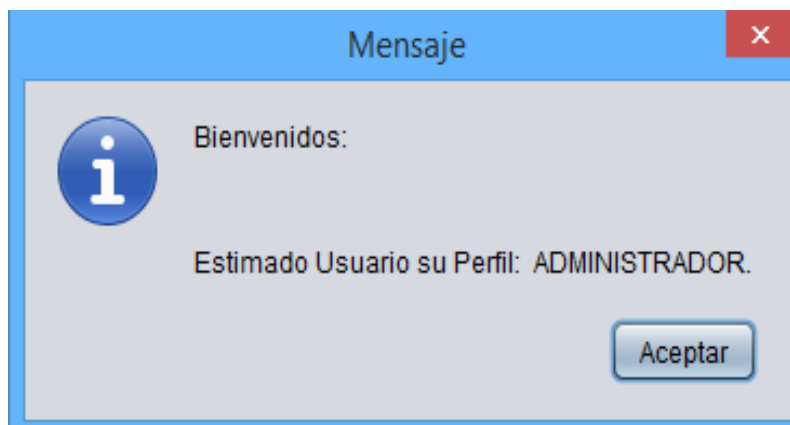 Mensaje
Bienvenidos:
Estimado Usuario su Perfil: ADMINISTRADOR.
Aceptar